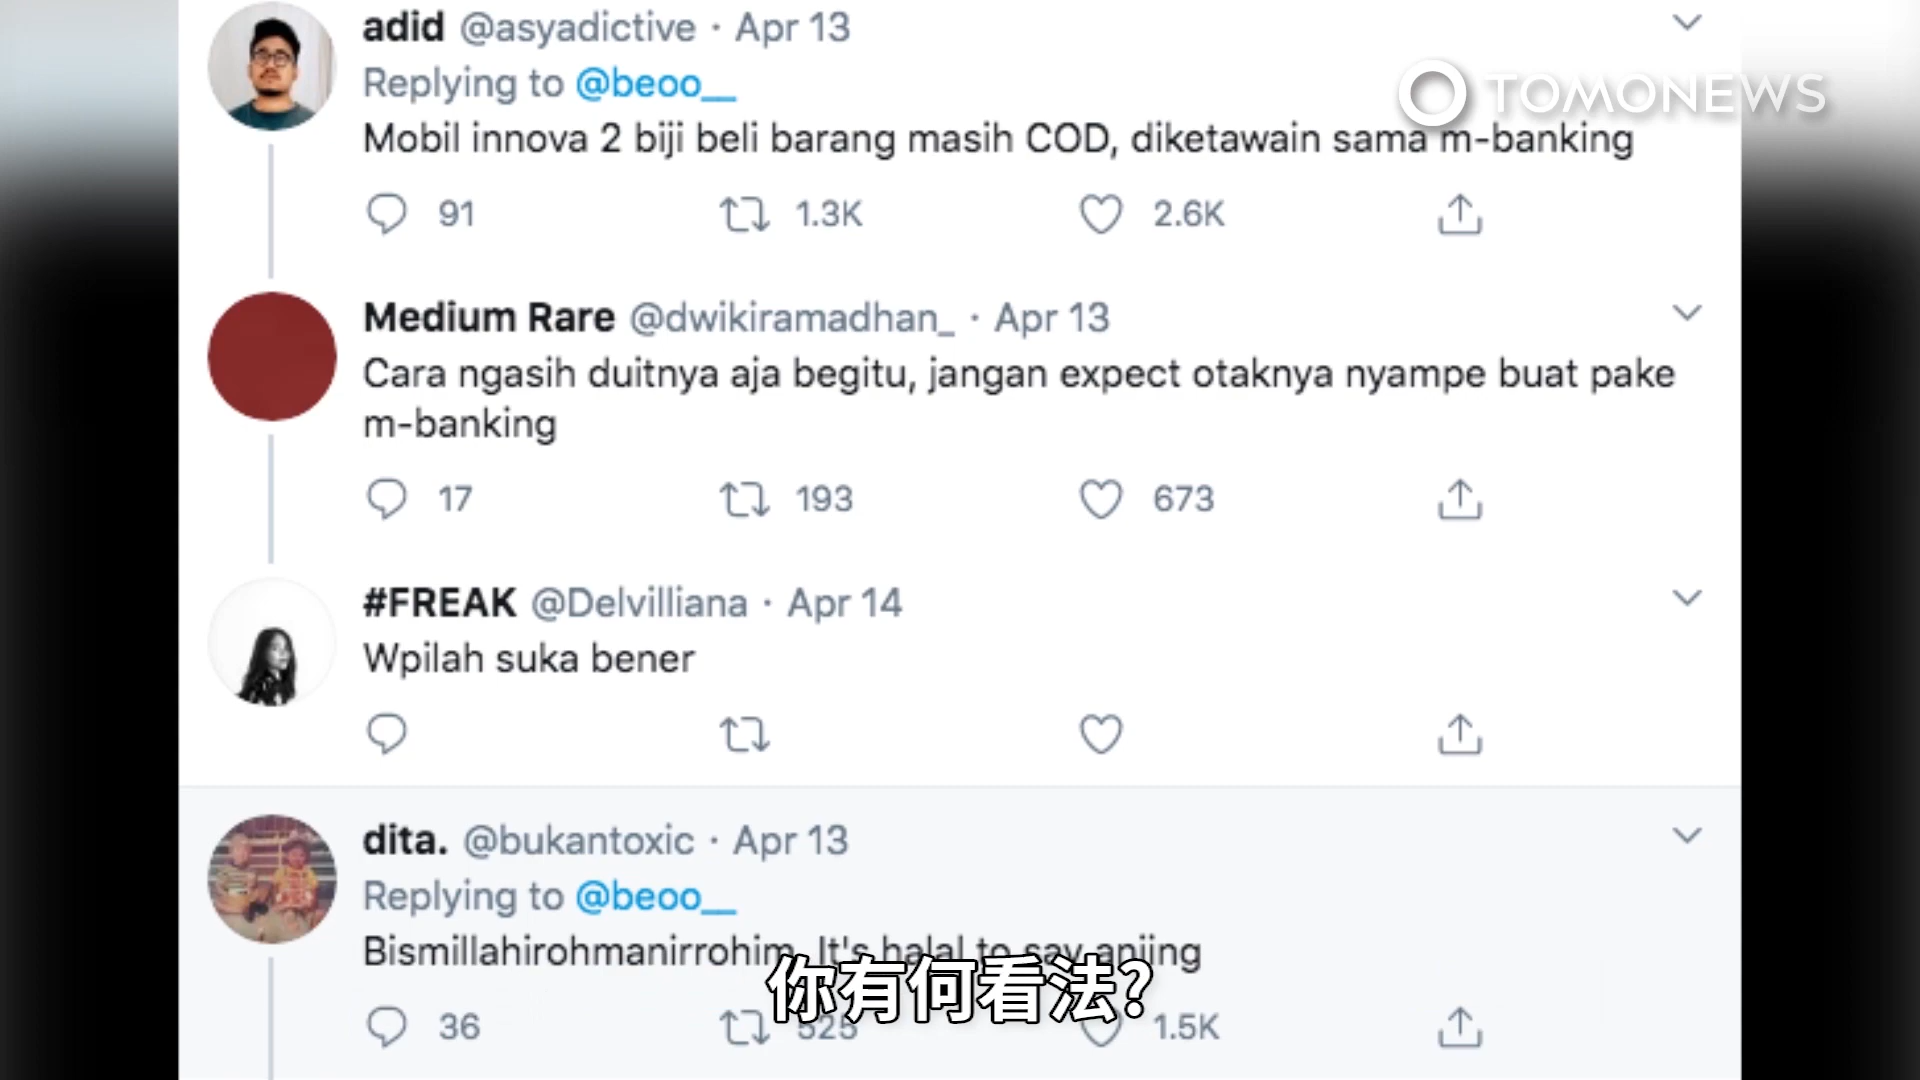 adid @asyadictive · Apr 13
Replying to @beoo__
TOMONEWS
Mobil innova 2 biji beli barang masih COD, diketawain sama m-banking
91 1.3K 2.6K
Medium Rare @dwikiramadhan_ · Apr 13
Cara ngasih duitnya aja begitu, jangan expect otaknya nyampe buat pake
m-banking
17 193 673
#FREAK @Delvilliana · Apr 14
Wpilah suka bener
dita. @bukantoxic · Apr 13
Replying to @beoo__
Bismillahirohmanirrohim. It's halal to say anjing
你有何看法?
36 525 1.5K